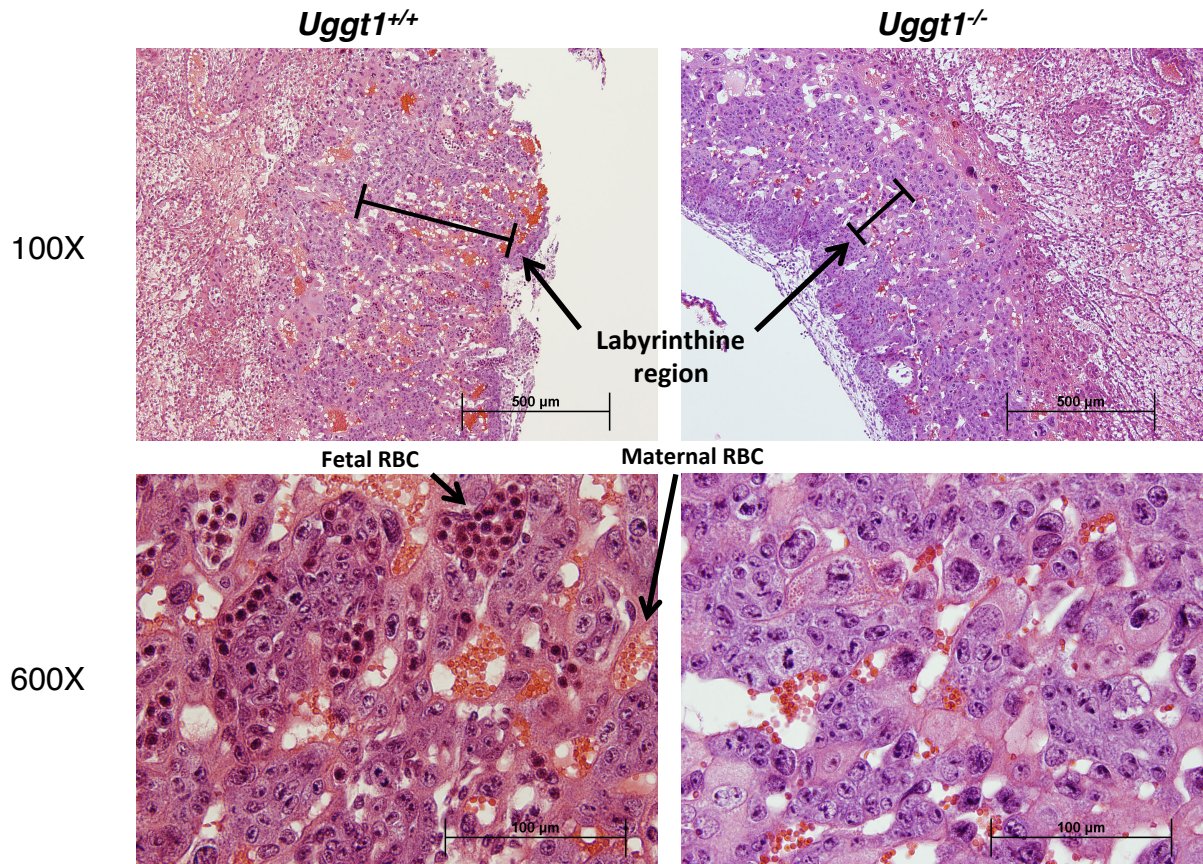 Uggt1+/+
Uggt1-/-
100X
Labyrinthine
region
500 µm
500 µm
Fetal RBC
Maternal RBC
600X
100 µm
100 µm